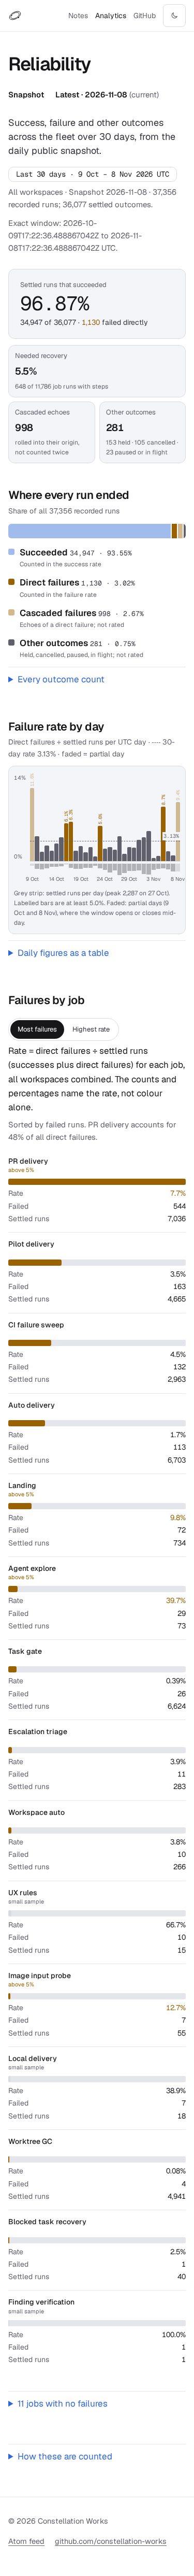 Notes Analytics GitHub
Reliability
Snapshot Latest · 2026-11-08 (current)
Success, failure and other outcomes
across the fleet over 30 days, from the
daily public snapshot.
Last 30 days · 9 Oct – 8 Nov 2026 UTC
All workspaces · Snapshot 2026-11-08 · 37,356
recorded runs; 36,077 settled outcomes.
Exact window: 2026-10-
09T17:22:36.488867042Z to 2026-11-
08T17:22:36.488867042Z UTC.
Settled runs that succeeded
96.87%
34,947 of 36,077 · 1,130 failed directly
Needed recovery
5.5%
648 of 11,786 job runs with steps
Cascaded echoes
998
rolled into their origin,
not counted twice
Other outcomes
281
153 held · 105 cancelled ·
23 paused or in flight
Where every run ended
Share of all 37,356 recorded runs
Succeeded 34,947 · 93.55%
Counted in the success rate
Direct failures 1,130 · 3.02%
Counted in the failure rate
Cascaded failures 998 · 2.67%
Echoes of a direct failure; not rated
Other outcomes 281 · 0.75%
Held, cancelled, paused, in flight; not rated
Every outcome count
Failure rate by day
Direct failures ÷ settled runs per UTC day · ---- 30-
day rate 3.13% · faded = partial day
14%
0%
3.13%
9 Oct 14 Oct 19 Oct 24 Oct 29 Oct 3 Nov 8 Nov
Grey strip: settled runs per day (peak 2,287 on 27 Oct).
Labelled bars are at least 5.0%. Faded: partial days (9
Oct and 8 Nov), where the window opens or closes mid-
day.
Daily figures as a table
Failures by job
Most failures Highest rate
Rate = direct failures ÷ settled runs
(successes plus direct failures) for each job,
all workspaces combined. The counts and
percentages name the rate, not colour
alone.
Sorted by failed runs. PR delivery accounts for
48% of all direct failures.
PR delivery
above 5%
Rate 7.7%
Failed 544
Settled runs 7,036
Pilot delivery
Rate 3.5%
Failed 163
Settled runs 4,665
CI failure sweep
Rate 4.5%
Failed 132
Settled runs 2,963
Auto delivery
Rate 1.7%
Failed 113
Settled runs 6,703
Landing
above 5%
Rate 9.8%
Failed 72
Settled runs 734
Agent explore
above 5%
Rate 39.7%
Failed 29
Settled runs 73
Task gate
Rate 0.39%
Failed 26
Settled runs 6,624
Escalation triage
Rate 3.9%
Failed 11
Settled runs 283
Workspace auto
Rate 3.8%
Failed 10
Settled runs 266
UX rules
small sample
Rate 66.7%
Failed 10
Settled runs 15
Image input probe
above 5%
Rate 12.7%
Failed 7
Settled runs 55
Local delivery
small sample
Rate 38.9%
Failed 7
Settled runs 18
Worktree GC
Rate 0.08%
Failed 4
Settled runs 4,941
Blocked task recovery
Rate 2.5%
Failed 1
Settled runs 40
Finding verification
small sample
Rate 100.0%
Failed 1
Settled runs 1
11 jobs with no failures
How these are counted
© 2026 Constellation Works
Atom feed github.com/constellation-works